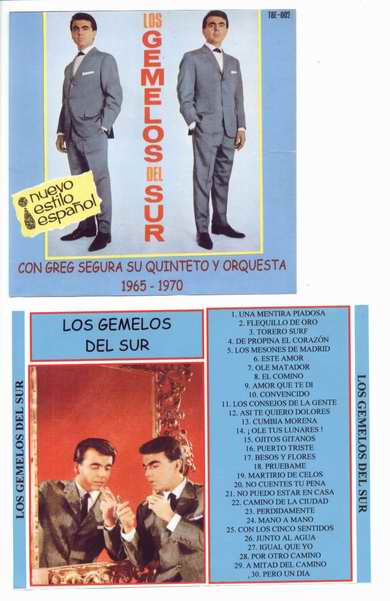 TBE-002
LOS
GEMELOS
DEL
SUR
¡nuevo
estilo
español
CON GREG SEGURA SU QUINTETO Y ORQUESTA
1965 - 1970
LOS GEMELOS DEL SUR
LOS GEMELOS
DEL SUR
1. UNA MENTIRA PIADOSA
2. FLEQUILLO DE ORO
3. TORERO SURF
4. DE PROPINA EL CORAZÓN
5. LOS MESONES DE MADRID
6. ESTE AMOR
7. OLE MATADOR
8. EL COMINO
9. AMOR QUE TE DI
10. CONVENCIDO
11. LOS CONSEJOS DE LA GENTE
12. ASI TE QUIERO DOLORES
13. CUMBIA MORENA
14. ¡ OLE TUS LUNARES !
15. OJITOS GITANOS
16. PUERTO TRISTE
17. BESOS Y FLORES
18. PRUEBAME
19. MARTIRIO DE CELOS
20. NO CUENTES TU PENA
21. NO PUEDO ESTAR EN CASA
22. CAMINO DE LA CIUDAD
23. PERDIDAMENTE
24. MANO A MANO
25. CON LOS CINCO SENTIDOS
26. JUNTO AL AGUA
27. IGUAL QUE YO
28. POR OTRO CAMINO
29. A MITAD DEL CAMINO
30. PERO UN DIA
LOS GEMELOS DEL SUR